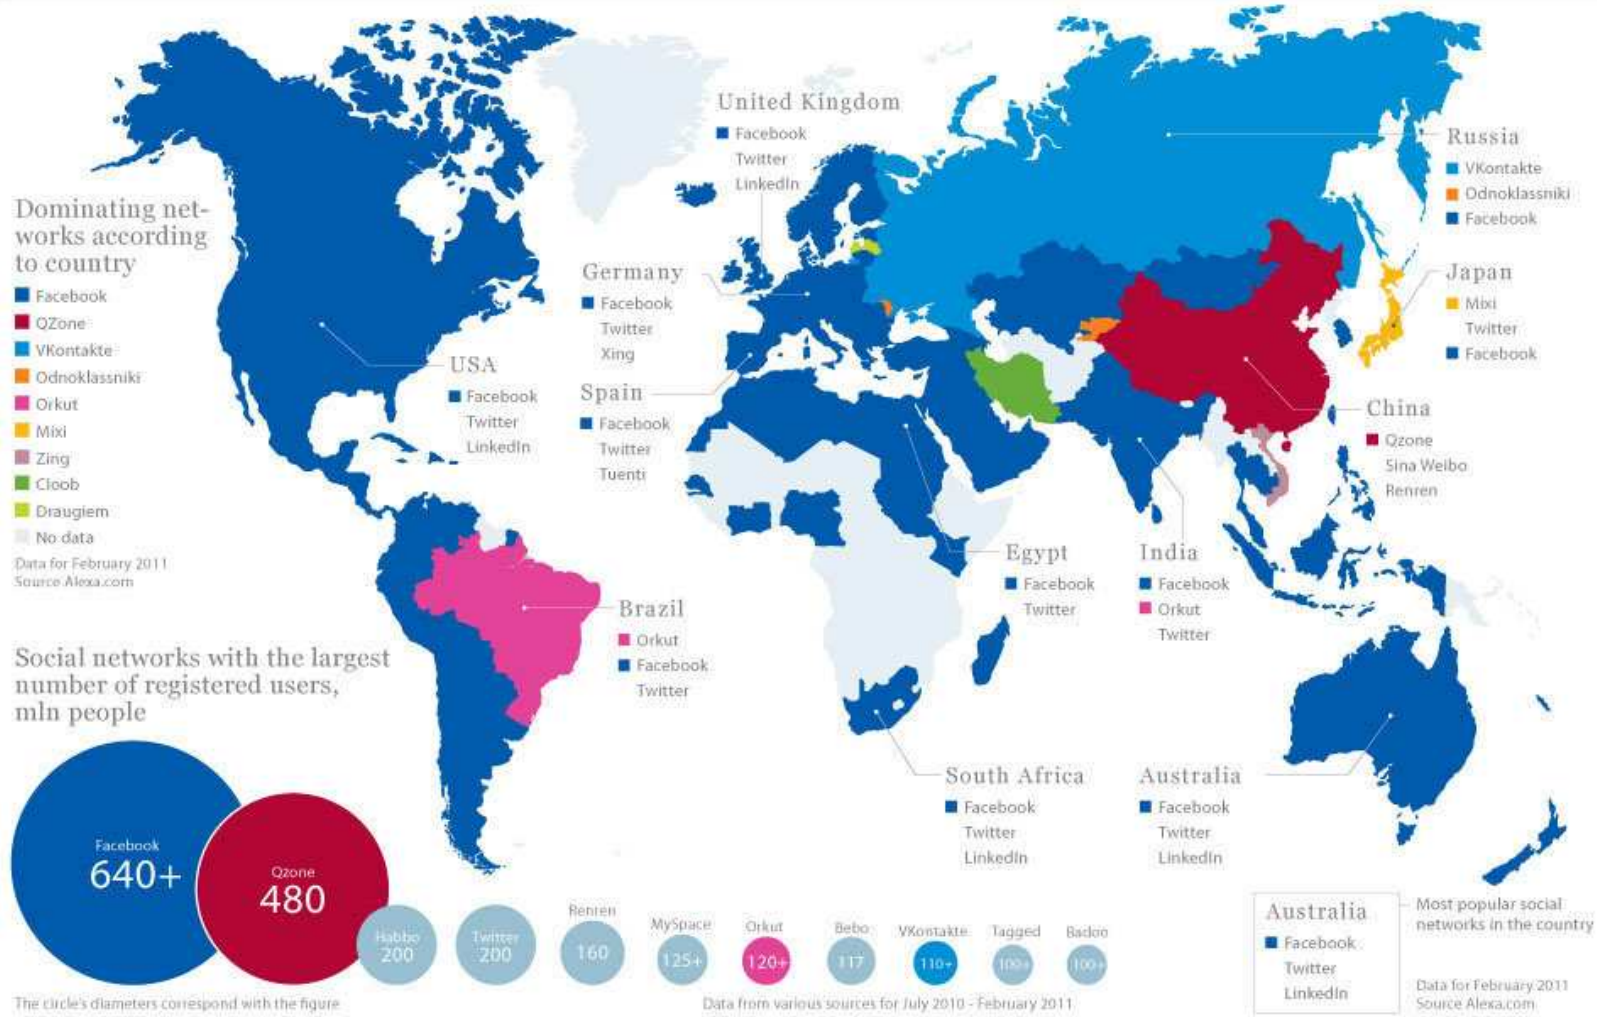 Dominating net-
works according
to country
Facebook
QZone
VKontakte
Odnoklassniki
Orkut
Mixi
Zing
Cloob
Draugiem
No data
Data for February 2011
Source Alexa.com
United Kingdom
Facebook
Twitter
LinkedIn
Germany
Facebook
Twitter
Xing
Spain
Facebook
Twitter
Tuenti
USA
Facebook
Twitter
LinkedIn
Brazil
Orkut
Facebook
Twitter
Russia
VKontakte
Odnoklassniki
Facebook
Japan
Mixi
Twitter
Facebook
China
Qzone
Sina Weibo
Renren
Egypt
Facebook
Twitter
India
Facebook
Orkut
Twitter
South Africa
Facebook
Twitter
LinkedIn
Australia
Facebook
Twitter
LinkedIn
Social networks with the largest
number of registered users,
mln people
Facebook
640+
Qzone
480
Habbo
200
Twitter
200
Renren
160
MySpace
125+
Orkut
120+
Bebo
117
VKontakte
110+
Tagged
100+
Badoo
100+
The circle's diameters correspond with the figure
Data from various sources for July 2010 - February 2011
Australia
Facebook
Twitter
LinkedIn
Most popular social
networks in the country
Data for February 2011
Source Alexa.com